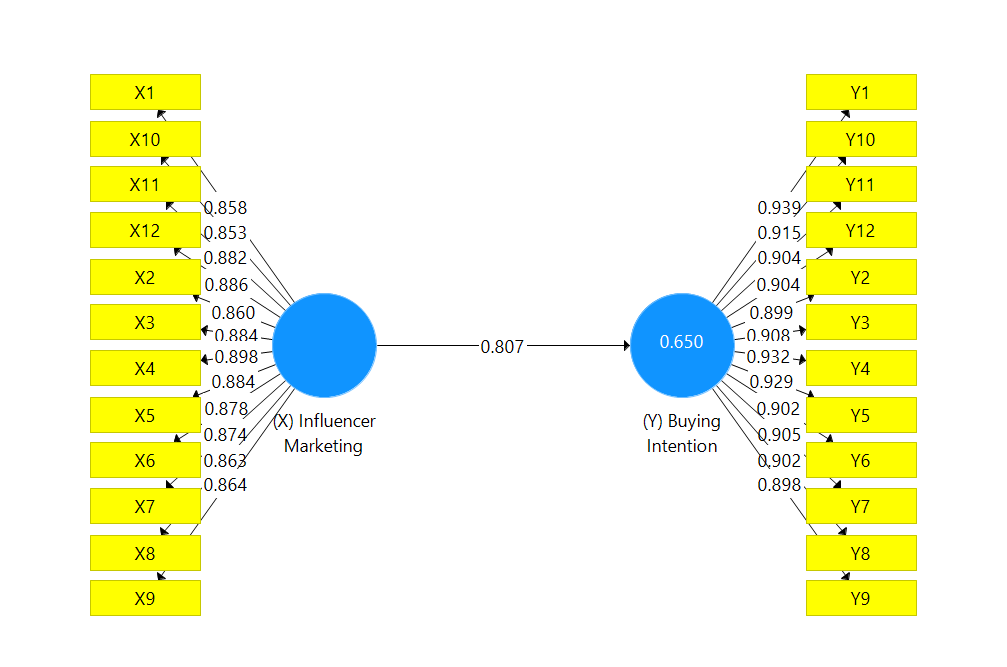 X1
X10
X11
X12
X2
X3
X4
X5
X6
X7
X8
X9
0.858
0.853
0.882
0.886
0.860
0.884
0.898
0.884
0.878
0.874
0.863
0.864
(X) Influencer
Marketing
0.807
0.650
(Y) Buying
Intention
0.939
0.915
0.904
0.904
0.899
0.908
0.932
0.929
0.902
0.905
0.902
0.898
Y1
Y10
Y11
Y12
Y2
Y3
Y4
Y5
Y6
Y7
Y8
Y9